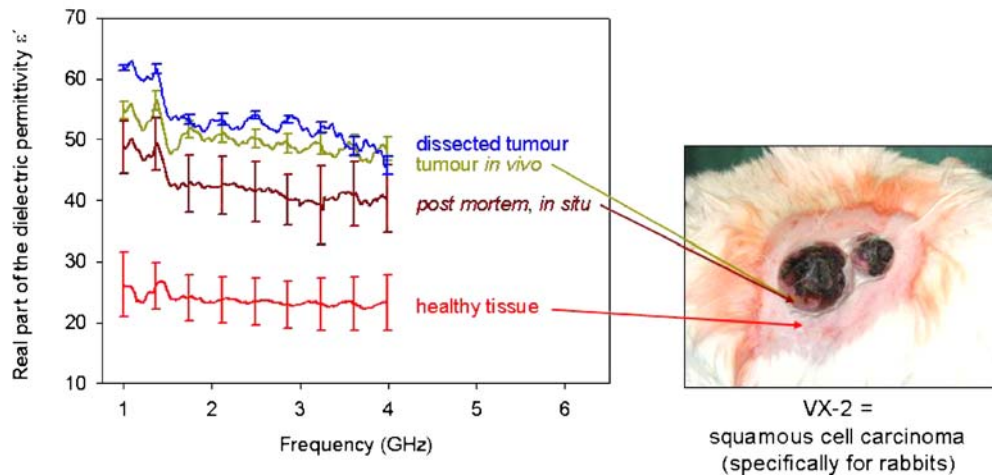 Real part of the dielectric permittivity ε´
70
60
50
40
30
20
10
1
2
3
4
5
6
Frequency (GHz)
dissected tumour
tumour in vivo
post mortem, in situ
healthy tissue
VX-2 =
squamous cell carcinoma
(specifically for rabbits)